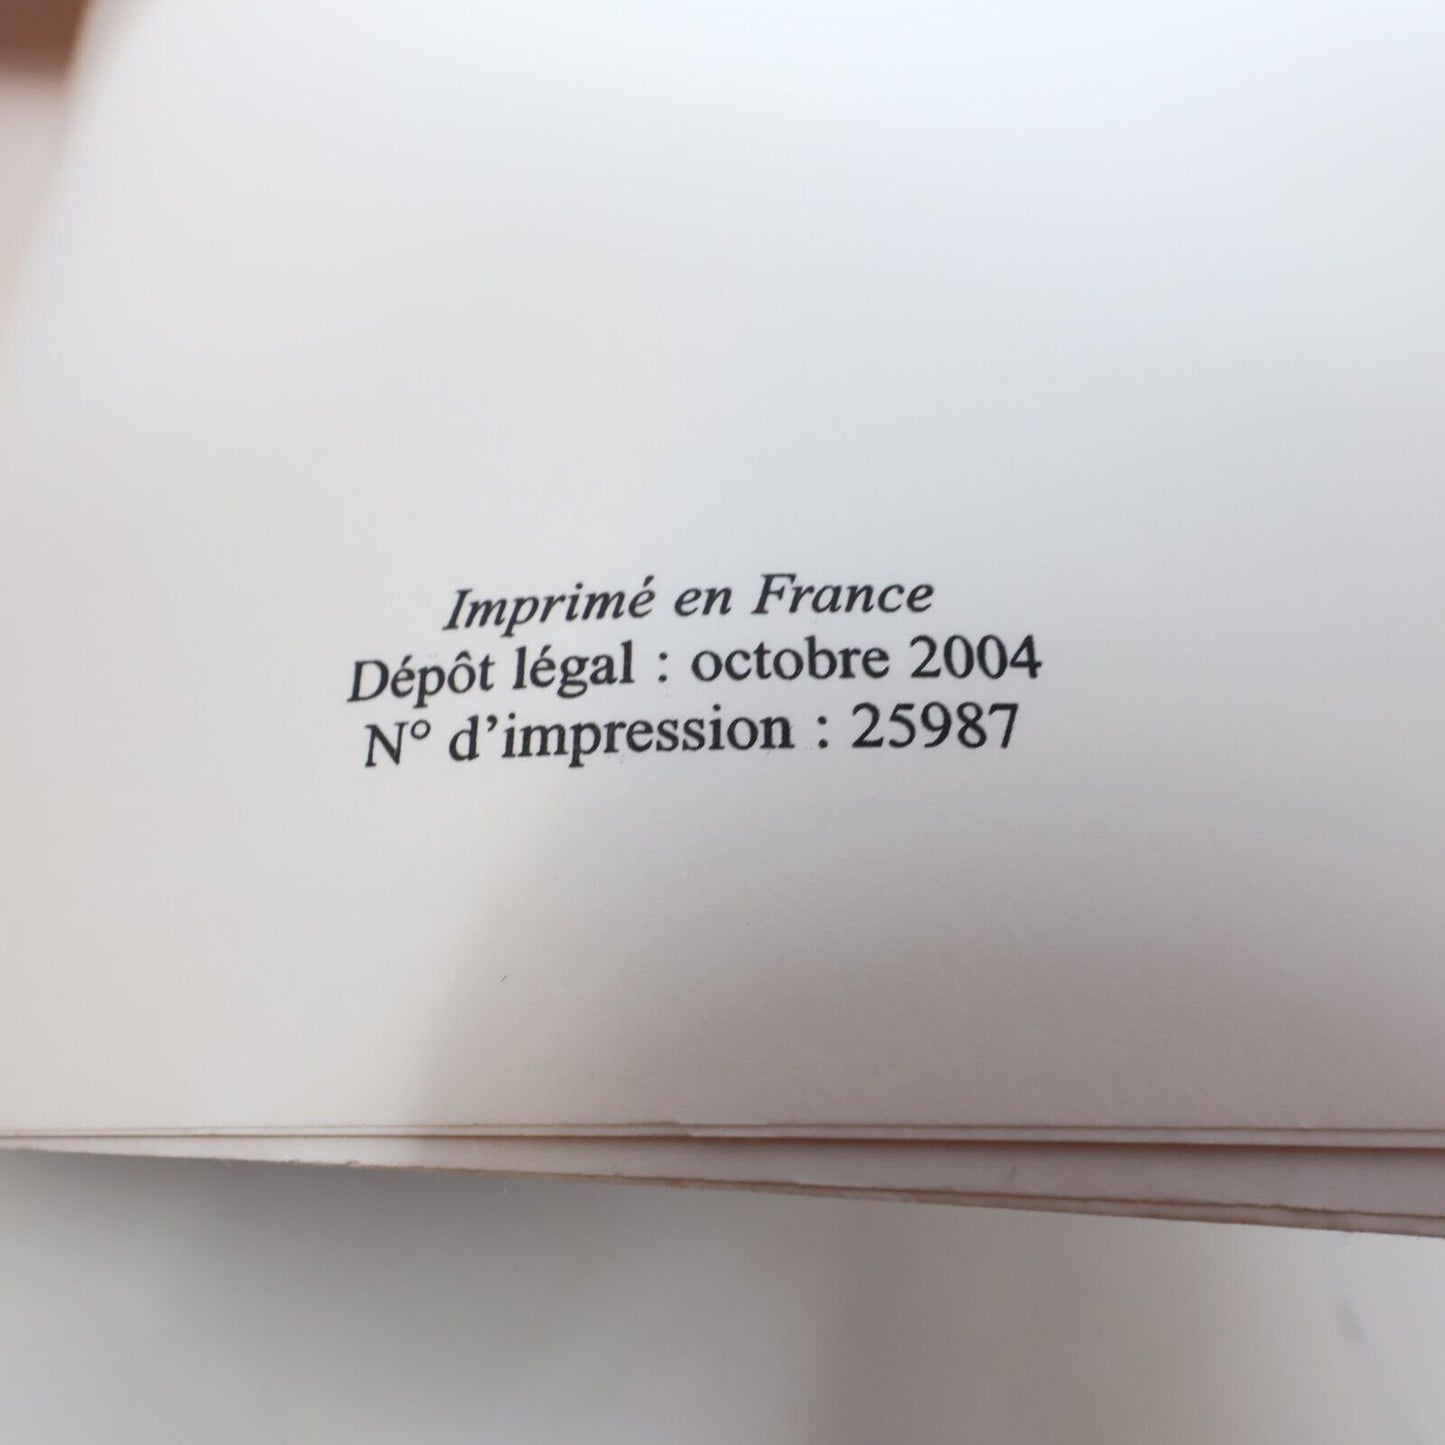 Imprimé en France
Dépôt légal : octobre 2004
N° d'impression : 25987